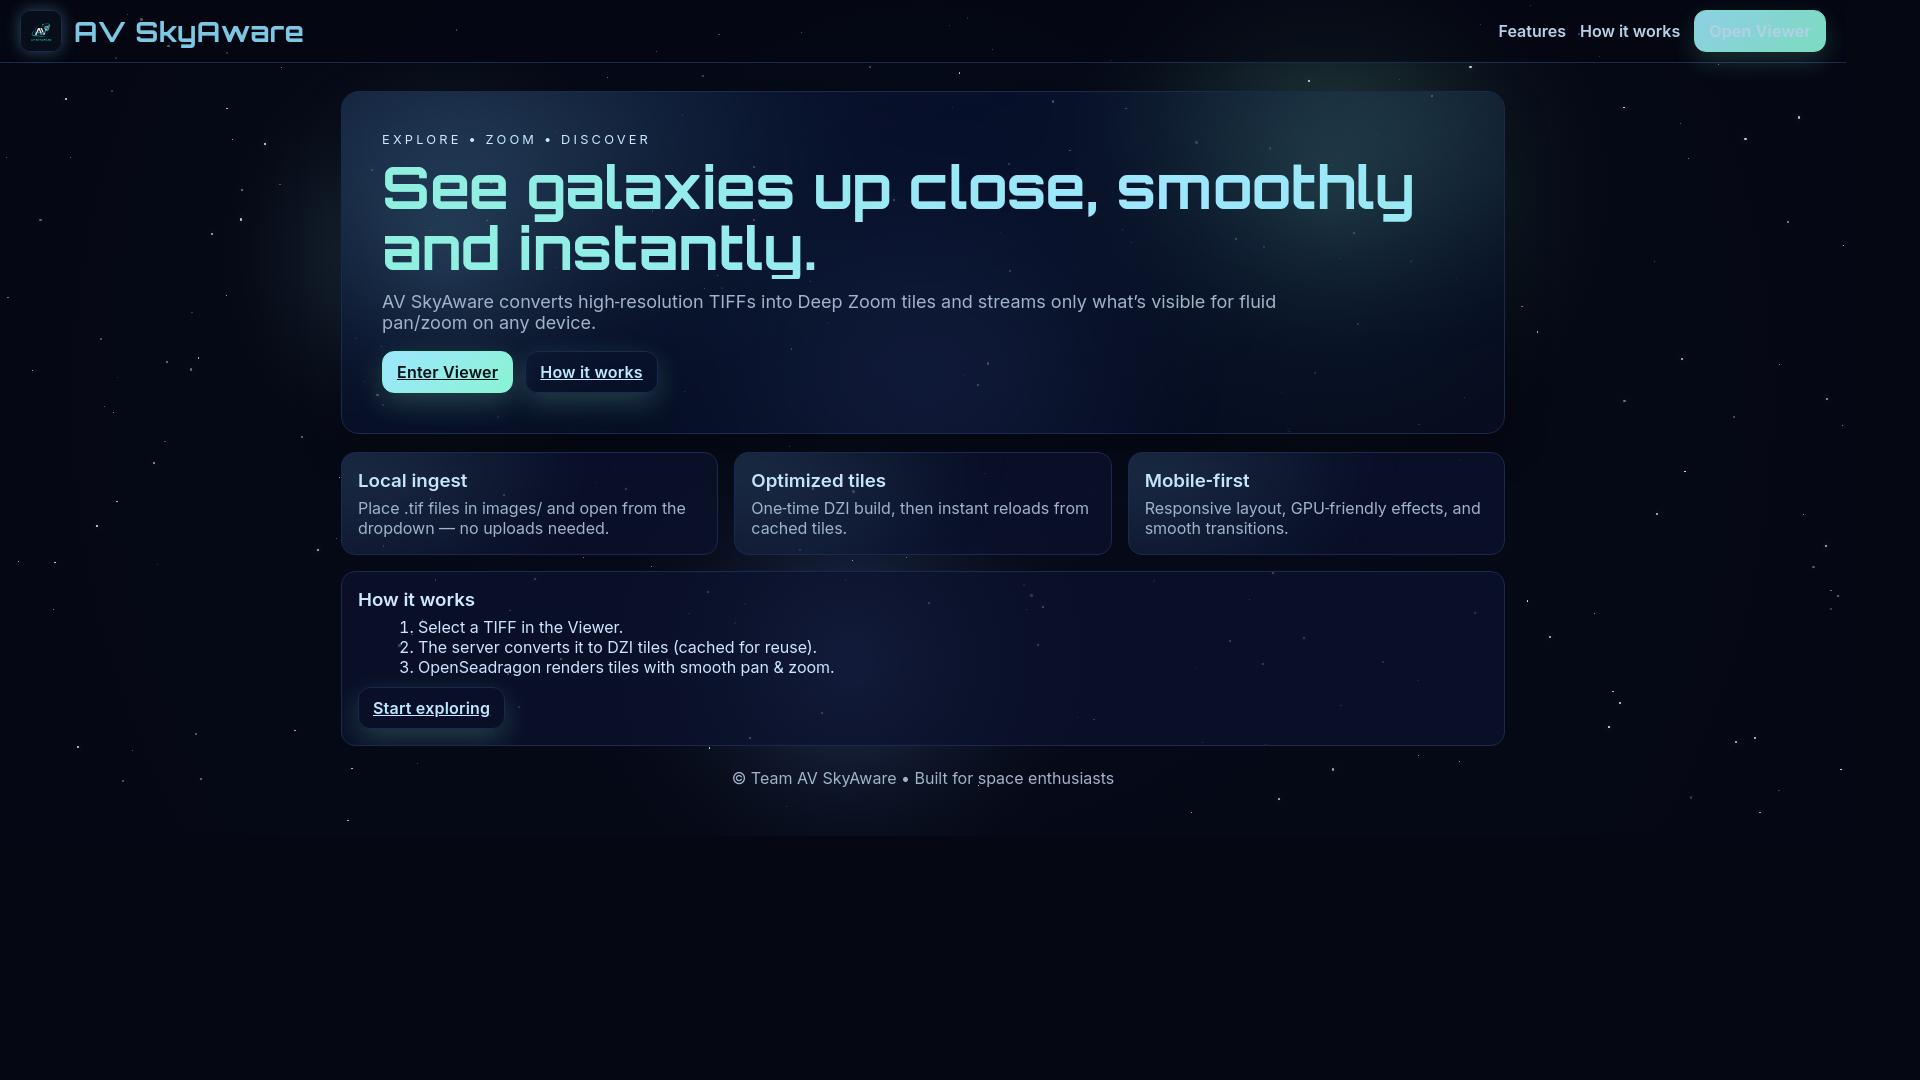 AV SkyAware
Features How it works Open Viewer
EXPLORE • ZOOM • DISCOVER
See galaxies up close, smoothly
and instantly.
AV SkyAware converts high-resolution TIFFs into Deep Zoom tiles and streams only what’s visible for fluid
pan/zoom on any device.
Enter Viewer How it works
Local ingest
Place .tif files in images/ and open from the
dropdown — no uploads needed.
Optimized tiles
One-time DZI build, then instant reloads from
cached tiles.
Mobile-first
Responsive layout, GPU-friendly effects, and
smooth transitions.
How it works
1. Select a TIFF in the Viewer.
2. The server converts it to DZI tiles (cached for reuse).
3. OpenSeadragon renders tiles with smooth pan & zoom.
Start exploring
© Team AV SkyAware • Built for space enthusiasts